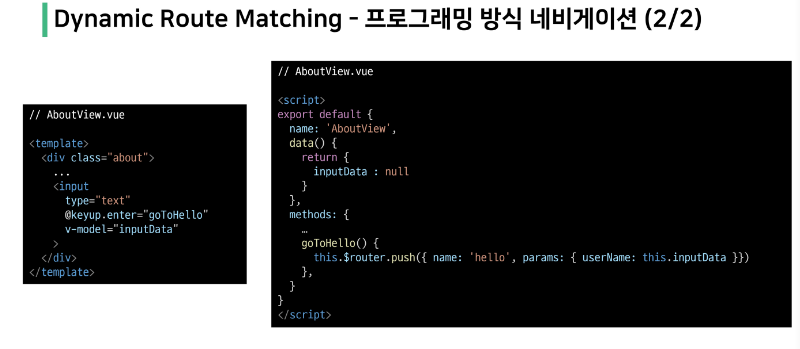 Dynamic Route Matching - 프로그래밍 방식 네비게이션 (2/2)
// AboutView.vue
<template>
  <div class="about">
    ...
    <input
      type="text"
      @keyup.enter="goToHello"
      v-model="inputData"
    >
  </div>
</template>
// AboutView.vue
<script>
export default {
  name: 'AboutView',
  data() {
    return {
      inputData : null
    }
  },
  methods: {
    …
    goToHello() {
      this.$router.push({ name: 'hello', params: { userName: this.inputData }})
    },
  }
}
</script>